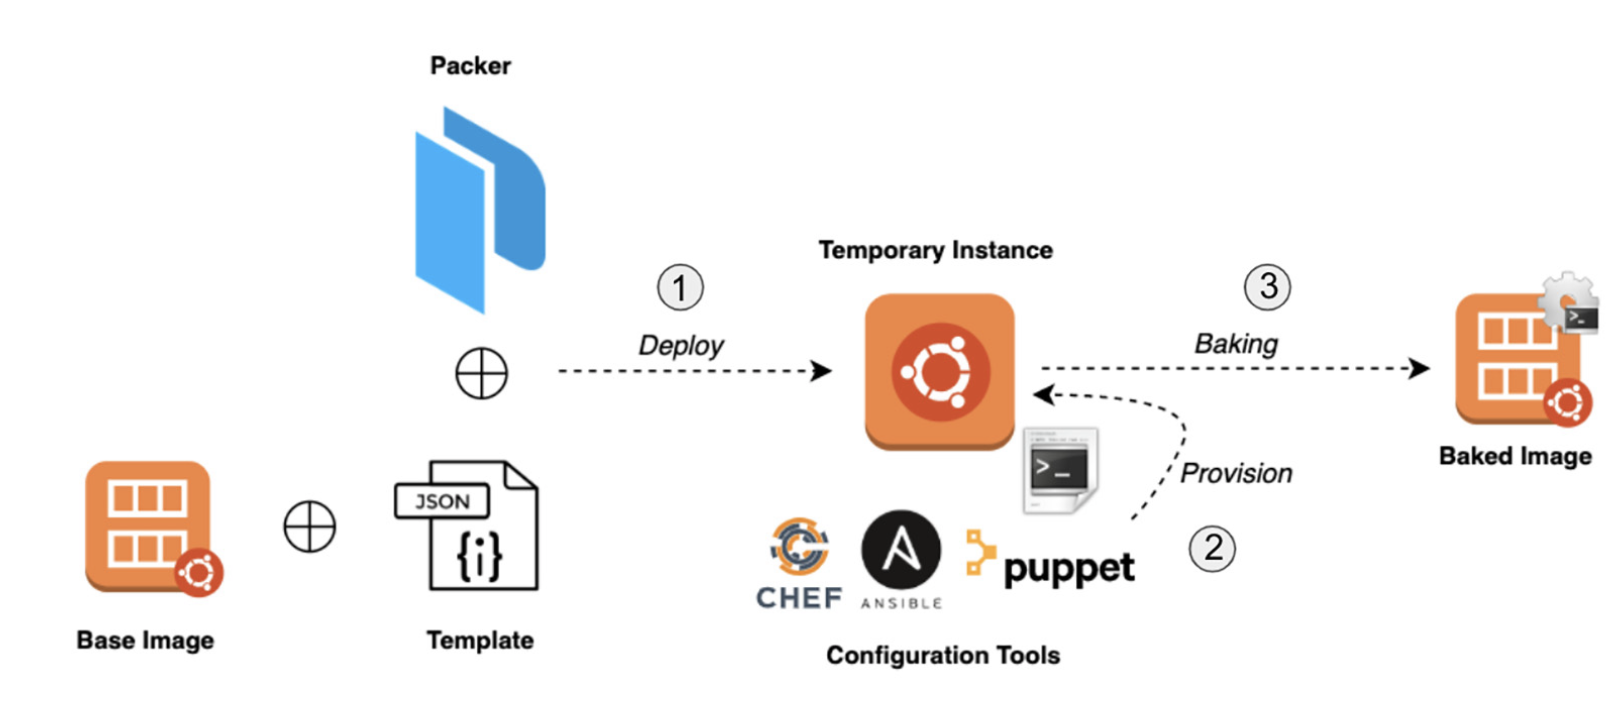 Packer
Temporary Instance
1
3
Deploy
Baking
>_
Baked Image
>_
Provision
JSON
{i}
2
CHEF
ANSIBLE
puppet
Base Image
Template
Configuration Tools